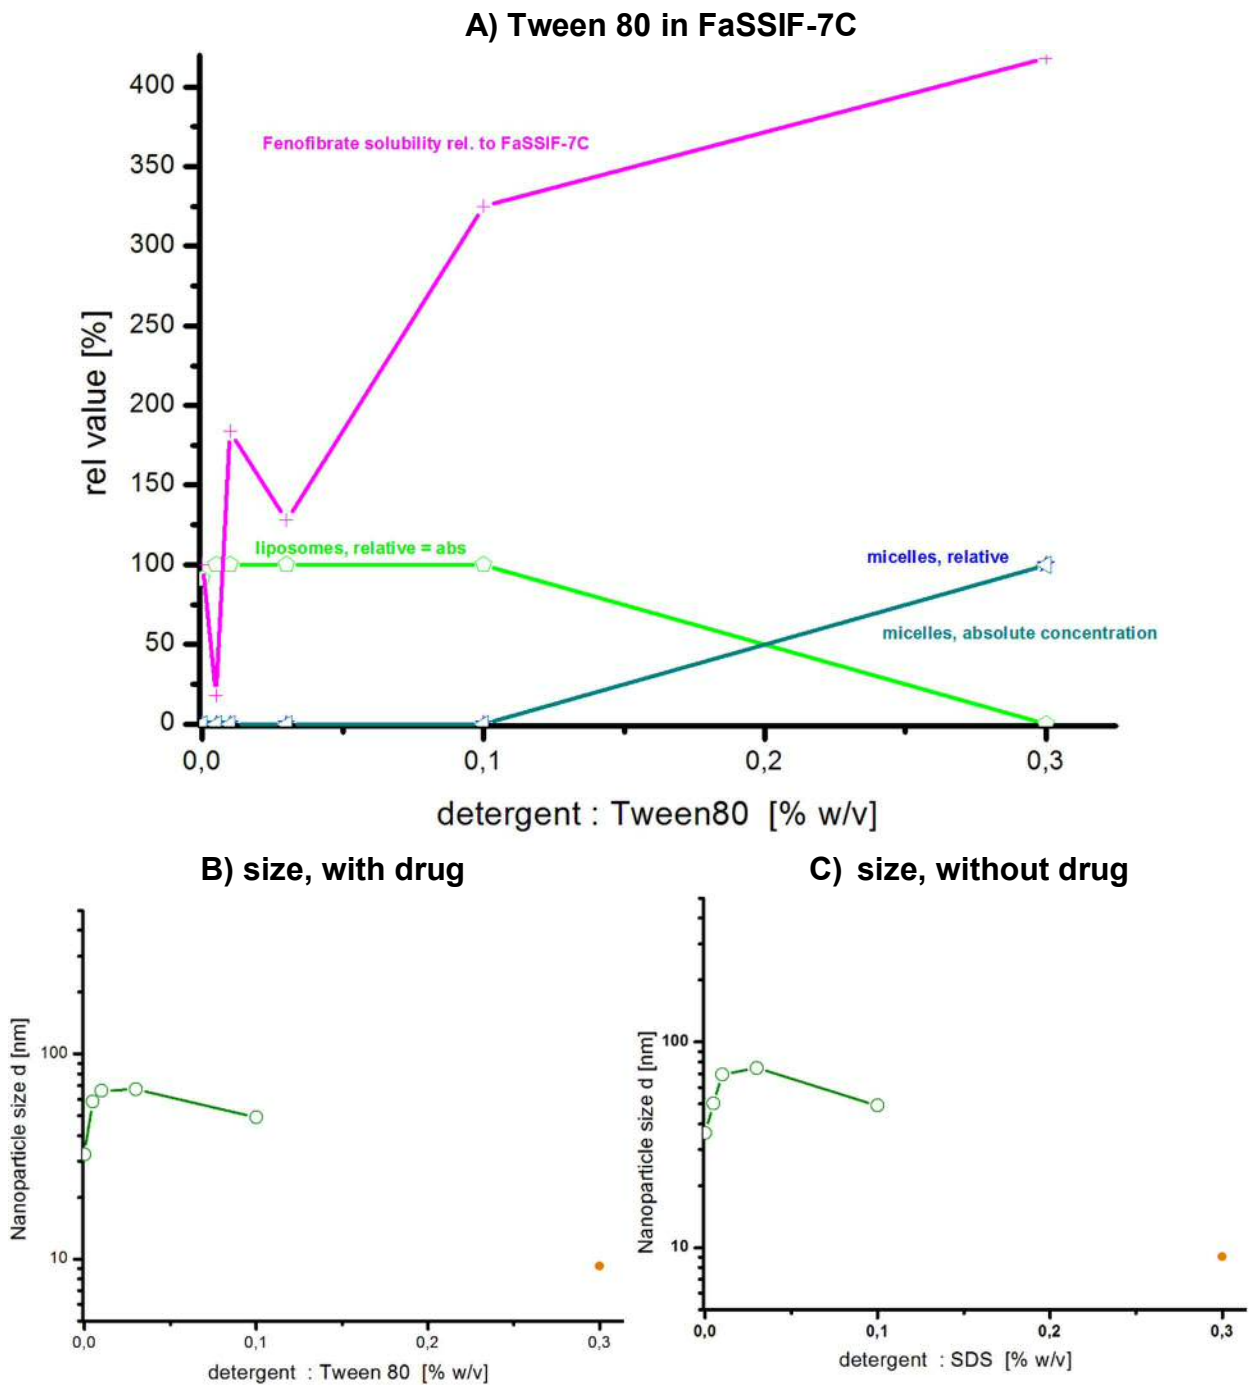 A) Tween 80 in FaSSIF-7C
400
350
300
250
200
150
100
50
0
rel value [%]
Fenofibrate solubility rel. to FaSSIF-7C
liposomes, relative = abs
micelles, relative
micelles, absolute concentration
0,0 0,1 0,2 0,3
detergent : Tween80 [% w/v]
B) size, with drug
100
10
Nanoparticle size d [nm]
0,0 0,1 0,2 0,3
detergent : Tween 80 [% w/v]
C) size, without drug
100
10
Nanoparticle size d [nm]
0,0 0,1 0,2 0,3
detergent : SDS [% w/v]